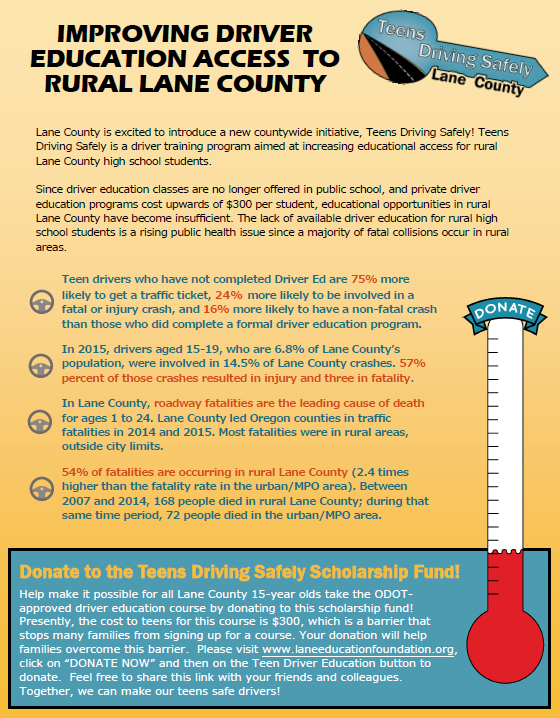 IMPROVING DRIVER
EDUCATION ACCESS TO
RURAL LANE COUNTY
Teens
Driving Safely
Lane County
Lane County is excited to introduce a new countywide initiative, Teens Driving Safely! Teens
Driving Safely is a driver training program aimed at increasing educational access for rural
Lane County high school students.
Since driver education classes are no longer offered in public school, and private driver
education programs cost upwards of $300 per student, educational opportunities in rural
Lane County have become insufficient. The lack of available driver education for rural high
school students is a rising public health issue since a majority of fatal collisions occur in rural
areas.
Teen drivers who have not completed Driver Ed are 75% more
likely to get a traffic ticket, 24% more likely to be involved in a
fatal or injury crash, and 16% more likely to have a non-fatal crash
than those who did complete a formal driver education program.
In 2015, drivers aged 15-19, who are 6.8% of Lane County's
population, were involved in 14.5% of Lane County crashes. 57%
percent of those crashes resulted in injury and three in fatality.
In Lane County, roadway fatalities are the leading cause of death
for ages 1 to 24. Lane County led Oregon counties in traffic
fatalities in 2014 and 2015. Most fatalities were in rural areas,
outside city limits.
54% of fatalities are occurring in rural Lane County (2.4 times
higher than the fatality rate in the urban/MPO area). Between
2007 and 2014, 168 people died in rural Lane County; during that
same time period, 72 people died in the urban/MPO area.
DONATE
Donate to the Teens Driving Safely Scholarship Fund!
Help make it possible for all Lane County 15-year olds take the ODOT-
approved driver education course by donating to this scholarship fund!
Presently, the cost to teens for this course is $300, which is a barrier that
stops many families from signing up for a course. Your donation will help
families overcome this barrier. Please visit www.laneeducationfoundation.org,
click on "DONATE NOW" and then on the Teen Driver Education button to
donate. Feel free to share this link with your friends and colleagues.
Together, we can make our teens safe drivers!